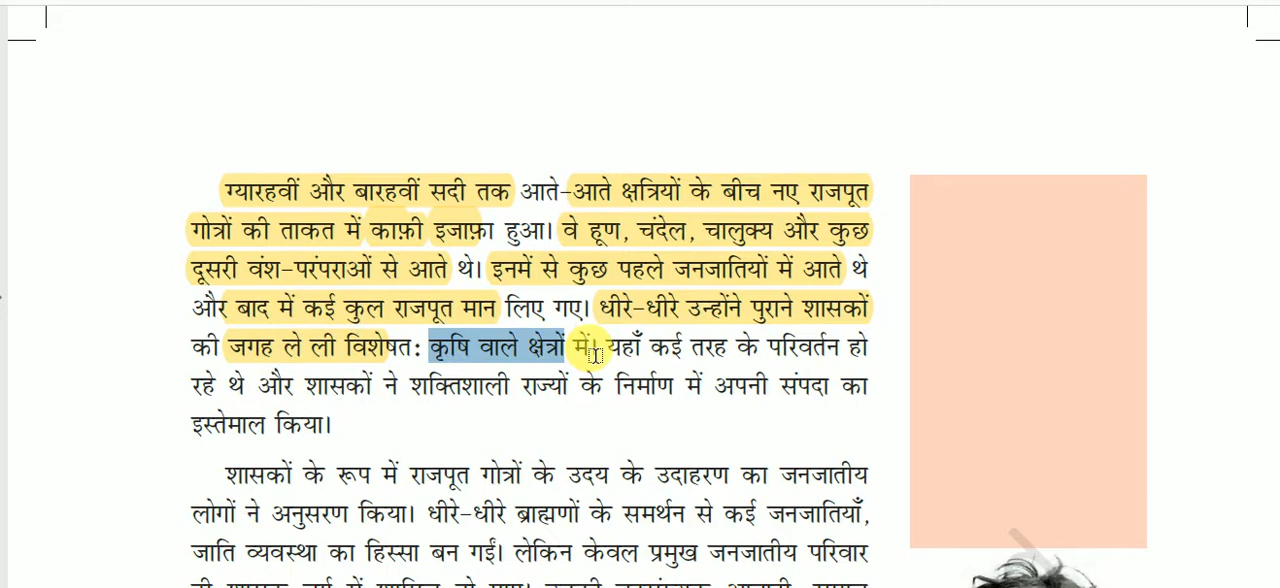 ग्यारहवीं और बारहवीं सदी तक आते-आते क्षत्रियों के बीच नए राजपूत
गोत्रों की ताकत में काफ़ी इजाफ़ा हुआ। वे हूण, चंदेल, चालुक्य और कुछ
दूसरी वंश-परंपराओं से आते थे। इनमें से कुछ पहले जनजातियों में आते थे
और बाद में कई कुल राजपूत मान लिए गए। धीरे-धीरे उन्होंने पुराने शासकों
की जगह ले ली विशेषत: कृषि वाले क्षेत्रों में। यहाँ कई तरह के परिवर्तन हो
रहे थे और शासकों ने शक्तिशाली राज्यों के निर्माण में अपनी संपदा का
इस्तेमाल किया।
शासकों के रूप में राजपूत गोत्रों के उदय के उदाहरण का जनजातीय
लोगों ने अनुसरण किया। धीरे-धीरे ब्राह्मणों के समर्थन से कई जनजातियाँ,
जाति व्यवस्था का हिस्सा बन गईं। लेकिन केवल प्रमुख जनजातीय परिवार